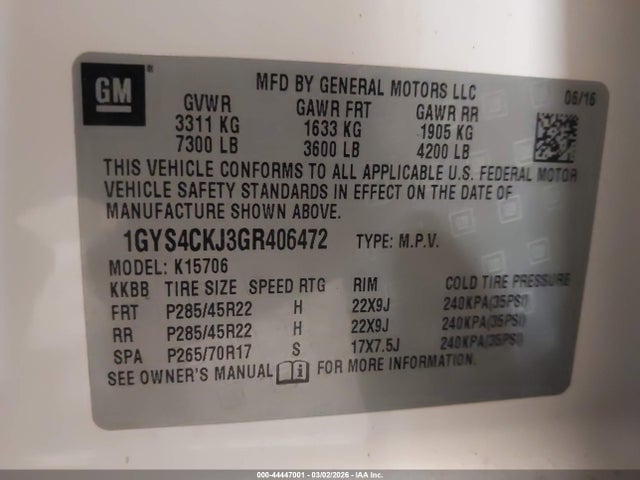 GM
MFD BY GENERAL MOTORS LLC
06/16
GVWR GAWR FRT GAWR RR
3311 KG 1633 KG 1905 KG
7300 LB 3600 LB 4200 LB
THIS VEHICLE CONFORMS TO ALL APPLICABLE U.S. FEDERAL MOTOR
VEHICLE SAFETY STANDARDS IN EFFECT ON THE DATE OF
MANUFACTURE SHOWN ABOVE.
1GYS4CKJ3GR406472 TYPE: M.P.V.
MODEL: K15706
KKBB TIRE SIZE SPEED RTG RIM COLD TIRE PRESSURE
FRT P285/45R22 H 22X9J 240KPA(35PSI)
RR P285/45R22 H 22X9J 240KPA(35PSI)
SPA P265/70R17 S 17X7.5J 240KPA(35PSI)
SEE OWNER'S MANUAL i FOR MORE INFORMATION.
000-44447001 | 03/02/2026 | IAA Inc.